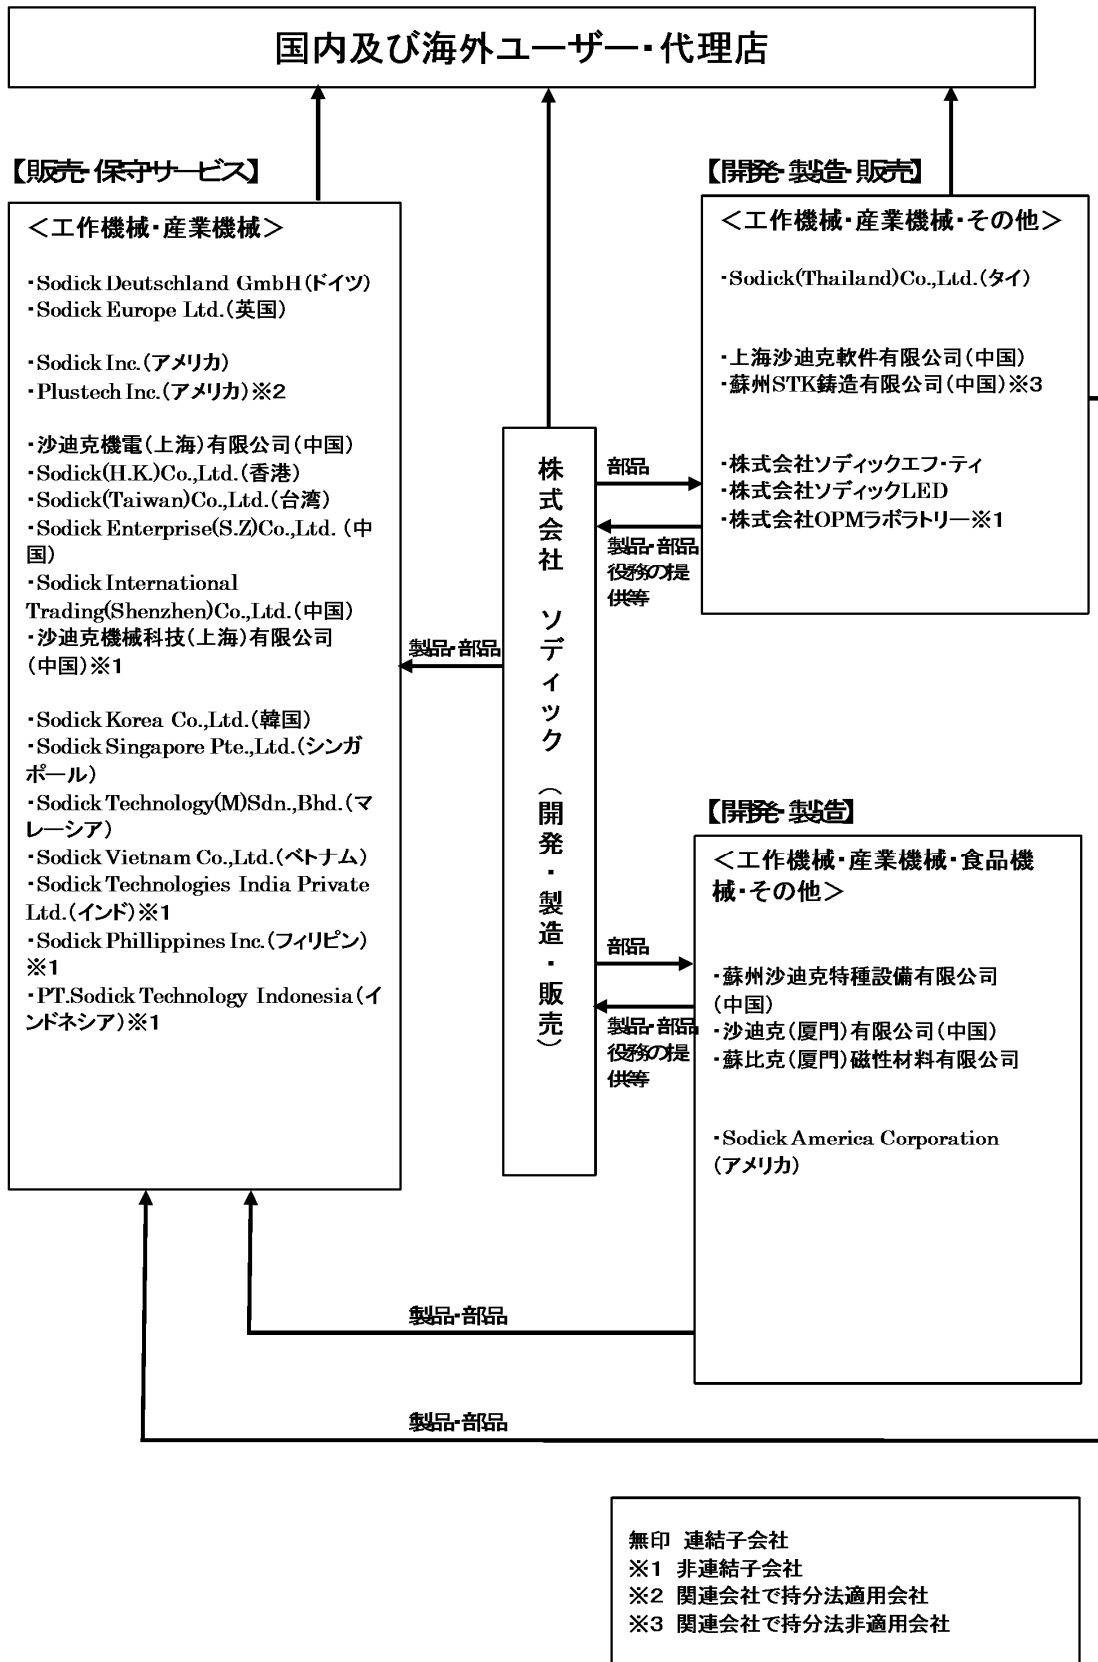 国内及び海外ユーザー・代理店
【販売・保守サービス】
＜工作機械・産業機械＞
・Sodick Deutschland GmbH(ドイツ)
・Sodick Europe Ltd.(英国)
・Sodick Inc.(アメリカ)
・Plustech Inc.(アメリカ)※2
・沙迪克機電(上海)有限公司(中国)
・Sodick(H.K.)Co.,Ltd.(香港)
・Sodick(Taiwan)Co.,Ltd.(台湾)
・Sodick Enterprise(S.Z)Co.,Ltd. (中
国)
・Sodick International
Trading(Shenzhen)Co.,Ltd.(中国)
・沙迪克機械科技(上海)有限公司
(中国)※1
・Sodick Korea Co.,Ltd.(韓国)
・Sodick Singapore Pte.,Ltd.(シンガ
ポール)
・Sodick Technology(M)Sdn.,Bhd.(マ
レーシア)
・Sodick Vietnam Co.,Ltd.(ベトナム)
・Sodick Technologies India Private
Ltd.(インド)※1
・Sodick Phillippines Inc.(フィリピン)
※1
・PT.Sodick Technology Indonesia(イ
ンドネシア)※1
製品・部品
株式会社 ソディック (開発・製造・販売)
部品
製品・部品
役務の提
供等
【開発・製造・販売】
＜工作機械・産業機械・その他＞
・Sodick(Thailand)Co.,Ltd.(タイ)
・上海沙迪克軟件有限公司(中国)
・蘇州STK鋳造有限公司(中国)※3
・株式会社ソディックエフ・ティ
・株式会社ソディックLED
・株式会社OPMラボラトリー※1
部品
製品・部品
役務の提
供等
【開発・製造】
＜工作機械・産業機械・食品機
械・その他＞
・蘇州沙迪克特種設備有限公司
(中国)
・沙迪克(厦門)有限公司(中国)
・蘇比克(厦門)磁性材料有限公司
・Sodick America Corporation
(アメリカ)
製品・部品
製品・部品
無印 連結子会社
※1 非連結子会社
※2 関連会社で持分法適用会社
※3 関連会社で持分法非適用会社